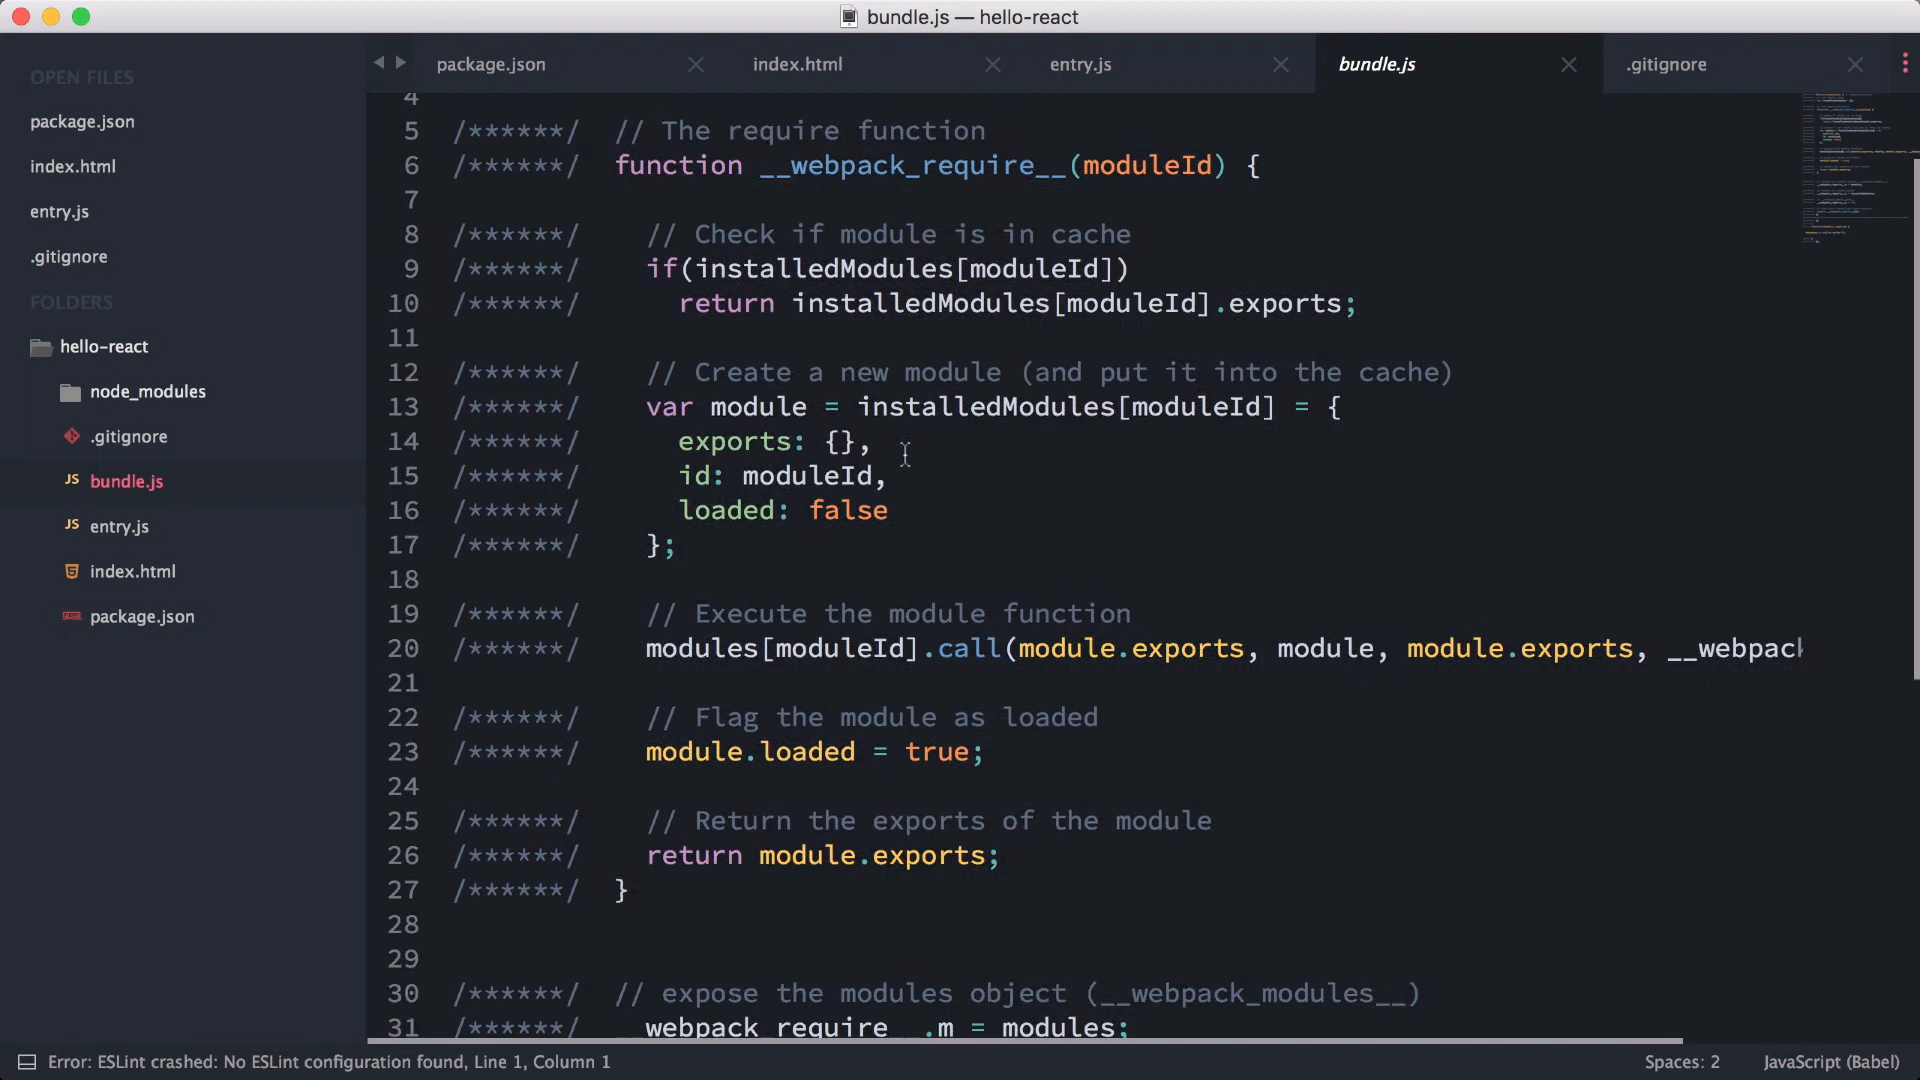 bundle.js — hello-react
OPEN FILES
package.json
index.html
entry.js
.gitignore
FOLDERS
hello-react
node_modules
.gitignore
JS bundle.js
JS entry.js
index.html
package.json
package.json
index.html
entry.js
bundle.js
.gitignore
4
5 /******/ // The require function
6 /******/ function __webpack_require__(moduleId) {
7
8 /******/ // Check if module is in cache
9 /******/ if(installedModules[moduleId])
10 /******/ return installedModules[moduleId].exports;
11
12 /******/ // Create a new module (and put it into the cache)
13 /******/ var module = installedModules[moduleId] = {
14 /******/ exports: {},
15 /******/ id: moduleId,
16 /******/ loaded: false
17 /******/ };
18
19 /******/ // Execute the module function
20 /******/ modules[moduleId].call(module.exports, module, module.exports, __webpack
21
22 /******/ // Flag the module as loaded
23 /******/ module.loaded = true;
24
25 /******/ // Return the exports of the module
26 /******/ return module.exports;
27 /******/ }
28
29
30 /******/ // expose the modules object (__webpack_modules__)
31 /******/ __webpack_require__.m = modules;
Error: ESLint crashed: No ESLint configuration found, Line 1, Column 1
Spaces: 2
JavaScript (Babel)